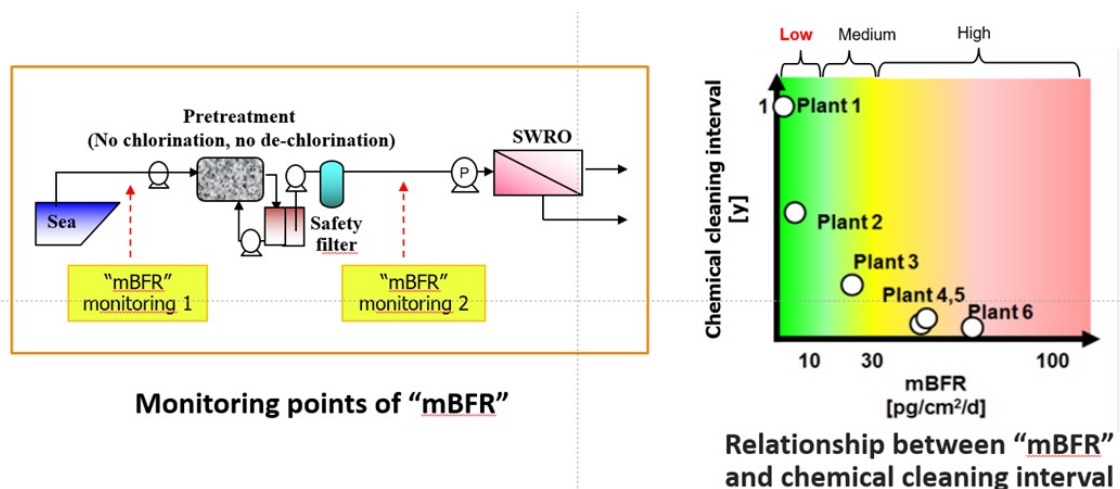 Pretreatment
(No chlorination, no de-chlorination)
SWRO
P
Sea
Safety
filter
“mBFR”
monitoring 1
“mBFR”
monitoring 2
Monitoring points of “mBFR”
Low
Medium
High
Chemical cleaning interval
[y]
1
Plant 1
Plant 2
Plant 3
Plant 4,5
Plant 6
10
30
100
mBFR
[pg/cm²/d]
Relationship between “mBFR”
and chemical cleaning interval